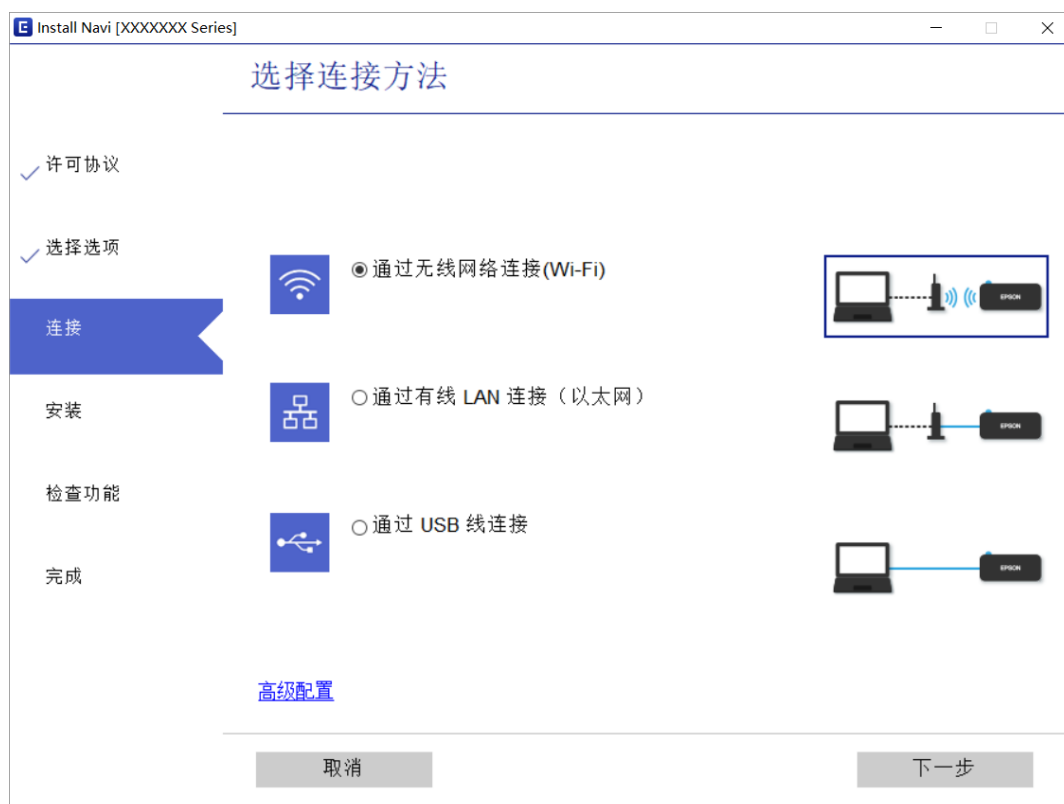 Install Navi [XXXXXXX Series]
选择连接方法
许可协议
选择选项
连接
安装
检查功能
完成
通过无线网络连接(Wi-Fi)
EPSON
通过有线 LAN 连接（以太网）
EPSON
通过 USB 线连接
EPSON
高级配置
取消
下一步